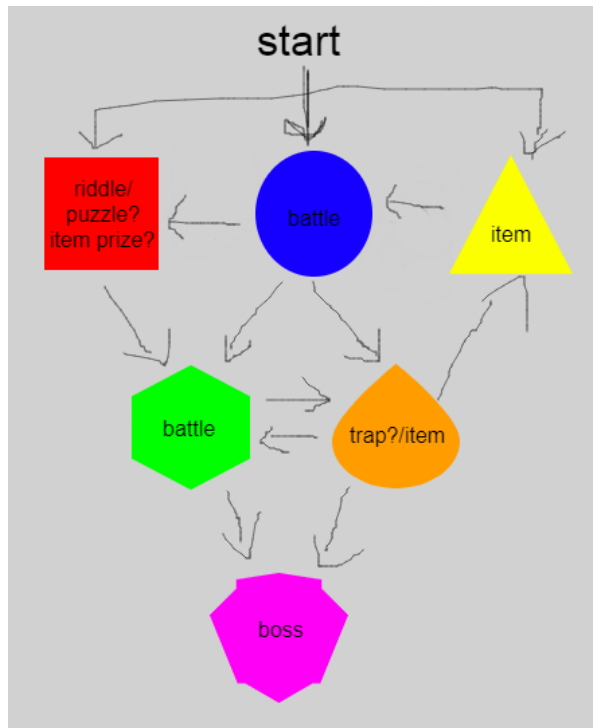 start
riddle/
puzzle?
item prize?
battle
item
battle
trap?/item
boss